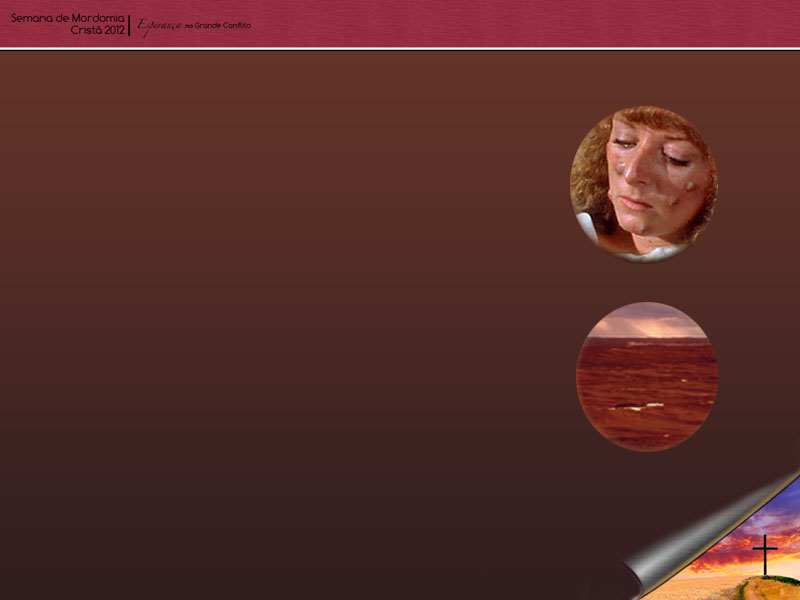 Semana de Mordomia
Cristã 2012
Esperança no Grande Conflito